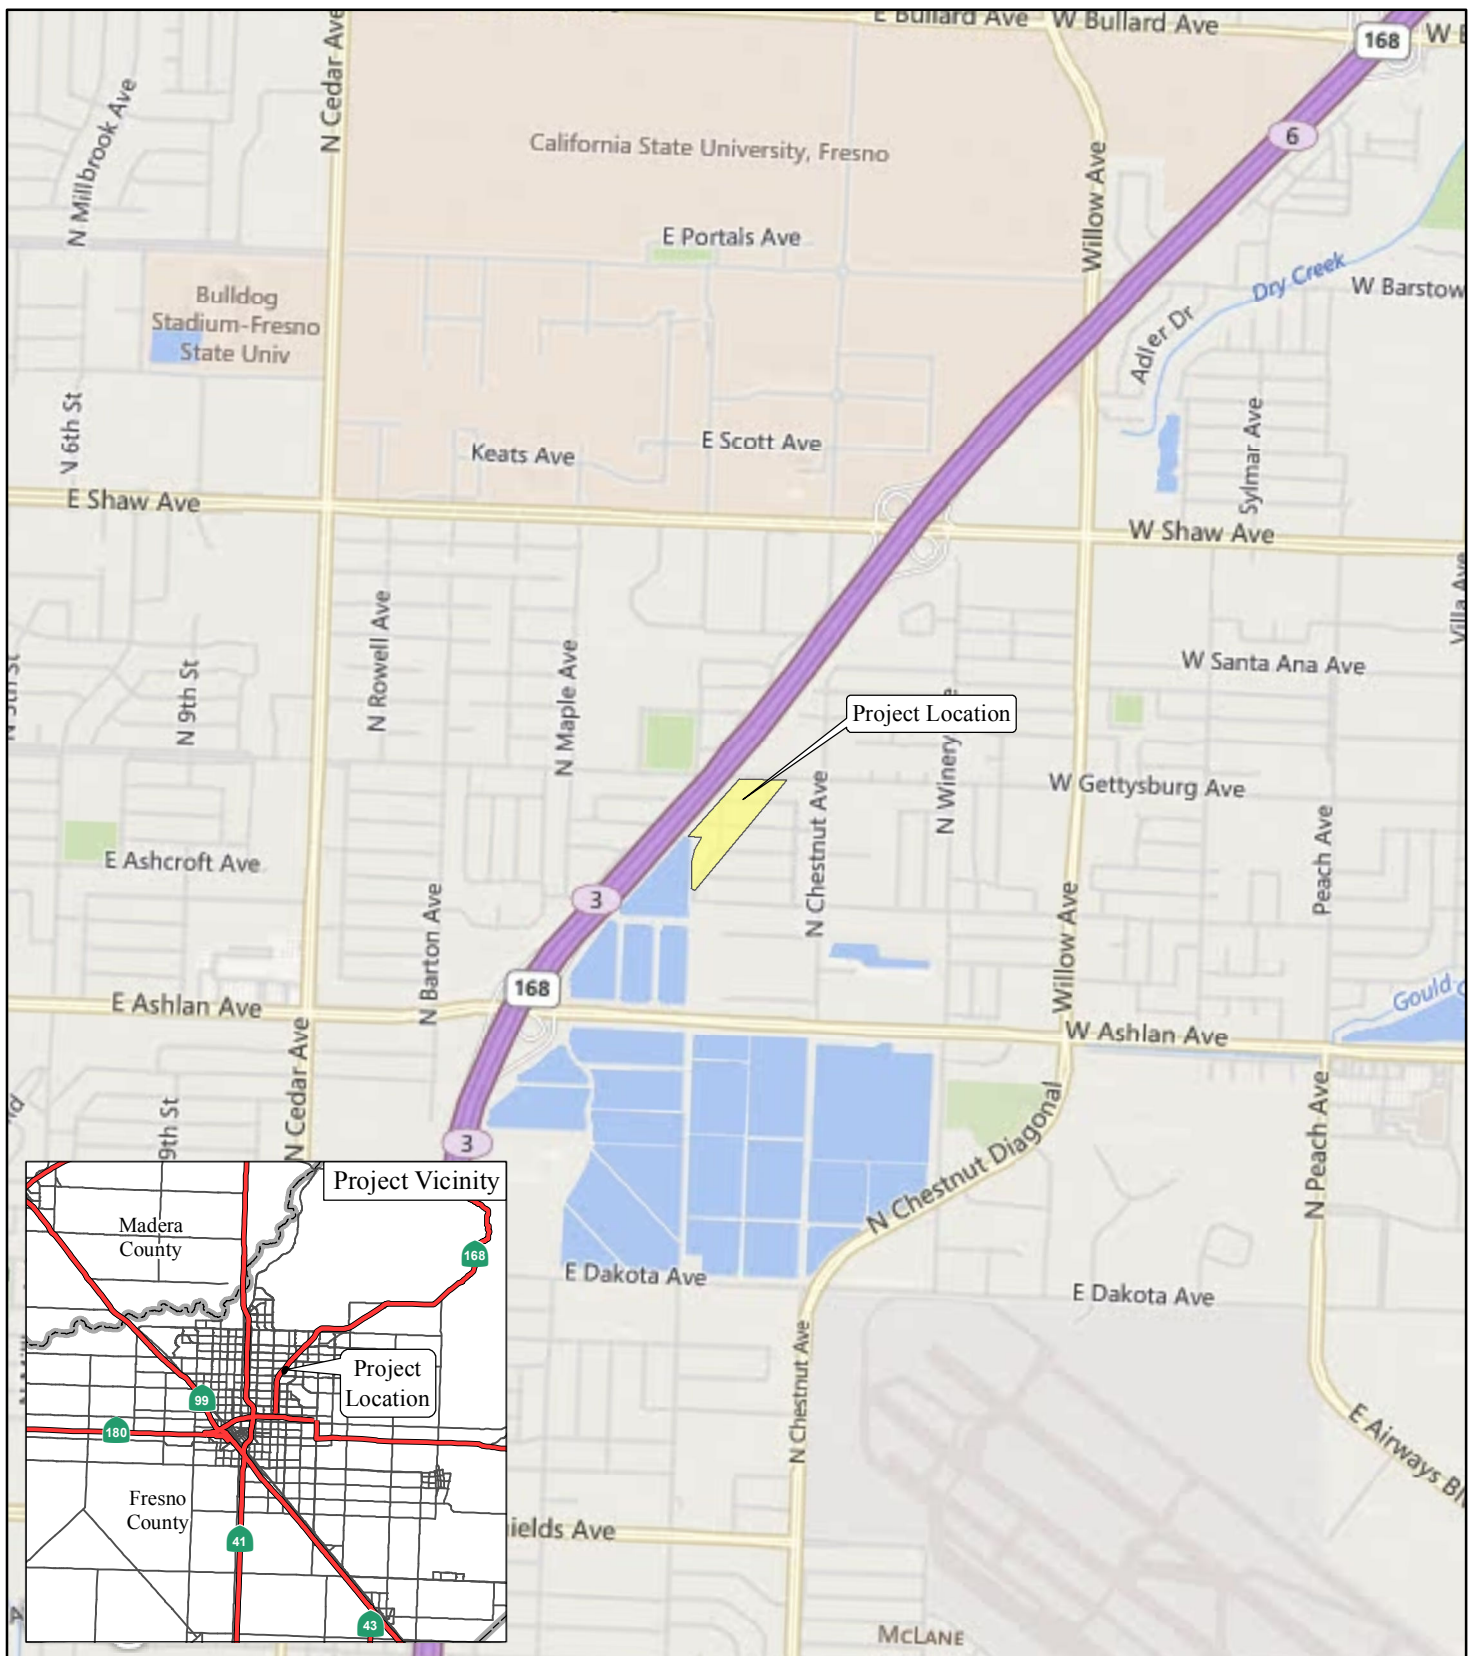 E Bullard Ave
W Bullard Ave
168
N Cedar Ave
N Millbrook Ave
California State University, Fresno
6
Willow Ave
E Portals Ave
Dry Creek
W Barstow
Bulldog
Stadium-Fresno
State Univ
Adler Dr
N 6th St
Keats Ave
E Scott Ave
Sylmar Ave
E Shaw Ave
W Shaw Ave
Villa Ave
N Rowell Ave
N Maple Ave
N 9th St
W Santa Ana Ave
Project Location
N Winery
N Chestnut Ave
W Gettysburg Ave
Peach Ave
E Ashcroft Ave
3
N Barton Ave
Willow Ave
168
E Ashlan Ave
W Ashlan Ave
Gould
N Cedar Ave
9th St
3
N Chestnut Diagonal
N Peach Ave
E Dakota Ave
E Dakota Ave
N Chestnut Ave
E Airways Bl
ields Ave
McLANE
Project Vicinity
Madera
County
168
Project
Location
99
180
Fresno
County
41
43